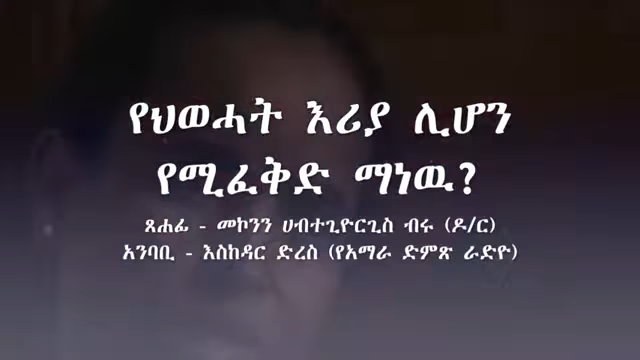 የህወሓት እሪያ ሊሆን
የሚፈቅድ ማነዉ?
ጸሐፊ - መኮንን ሀብተጊዮርጊስ ብሩ (ዶ/ር)
አንባቢ - እስከዳር ድረስ (የአማራ ድምጽ ራድዮ)